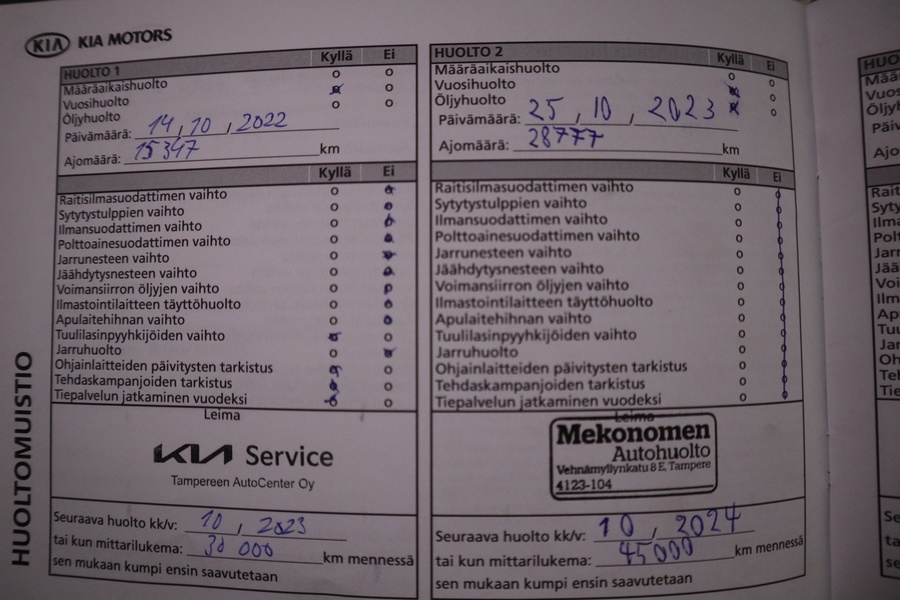 KIA KIA MOTORS
HUOLTOMUISTIO
HUOLTO 1 Kyllä Ei
Määräaikaishuolto
Vuosihuolto
Öljyhuolto
Päivämäärä: 14, 10, 2022
Ajomäärä: 15347 km
Kyllä Ei
Raitisilmasuodattimen vaihto
Sytytystulppien vaihto
Ilmansuodattimen vaihto
Polttoainesuodattimen vaihto
Jarrunesteen vaihto
Jäähdytysnesteen vaihto
Voimansiirron öljyjen vaihto
Ilmastointilaitteen täyttöhuolto
Apulaitehihnan vaihto
Tuulilasinpyyhkijöiden vaihto
Jarruhuolto
Ohjainlaitteiden päivitysten tarkistus
Tehdaskampanjoiden tarkistus
Tiepalvelun jatkaminen vuodeksi
Leima
KIA Service
Tampereen AutoCenter Oy
Seuraava huolto kk/v: 10, 2023
tai kun mittarilukema: 30 000 km mennessä
sen mukaan kumpi ensin saavutetaan
HUOLTO 2 Kyllä Ei
Määräaikaishuolto
Vuosihuolto
Öljyhuolto
Päivämäärä: 25, 10, 2023
Ajomäärä: 28777 km
Kyllä Ei
Raitisilmasuodattimen vaihto
Sytytystulppien vaihto
Ilmansuodattimen vaihto
Polttoainesuodattimen vaihto
Jarrunesteen vaihto
Jäähdytysnesteen vaihto
Voimansiirron öljyjen vaihto
Ilmastointilaitteen täyttöhuolto
Apulaitehihnan vaihto
Tuulilasinpyyhkijöiden vaihto
Jarruhuolto
Ohjainlaitteiden päivitysten tarkistus
Tehdaskampanjoiden tarkistus
Tiepalvelun jatkaminen vuodeksi
Leima
Mekonomen
Autohuolto
Vehnämyllynkatu 8 E, Tampere
4123-104
Seuraava huolto kk/v: 10, 2024
tai kun mittarilukema: 45000 km mennessä
sen mukaan kumpi ensin saavutetaan